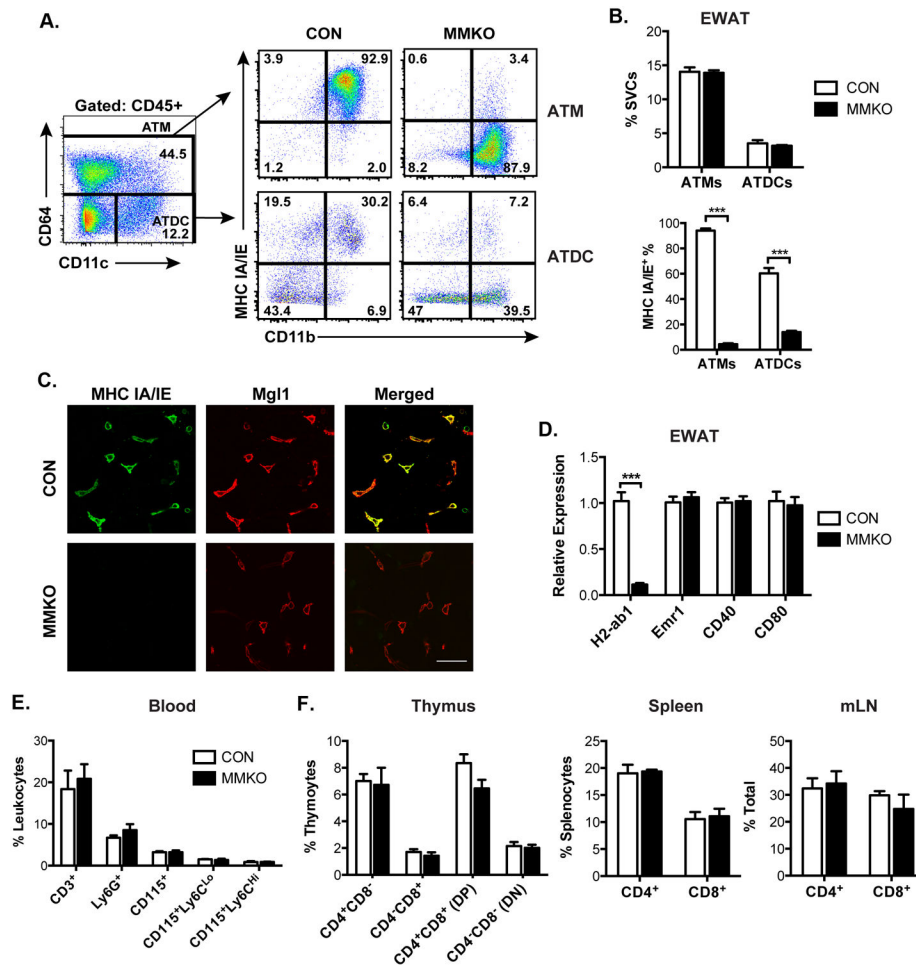 A.
CON
MMKO
Gated: CD45+
ATM
44.5
ATDC
12.2
CD64
CD11c
3.9
92.9
1.2
2.0
0.6
3.4
8.2
87.9
ATM
19.5
30.2
43.4
6.9
6.4
7.2
47
39.5
ATDC
MHC IA/IE
CD11b
B.
EWAT
% SVCs
20
15
10
5
0
ATMs
ATDCs
CON
MMKO
MHC IA/IE⁺ %
100
80
60
40
20
0
***
***
ATMs
ATDCs
C.
MHC IA/IE
Mgl1
Merged
CON
MMKO
D.
EWAT
Relative Expression
1.5
1.0
0.5
0.0
***
H2-ab1
Emr1
CD40
CD80
CON
MMKO
E.
Blood
% Leukocytes
30
20
10
0
CD3⁺
Ly6G⁺
CD115⁺
CD115⁺Ly6Cᴸᵒ
CD115⁺Ly6Cᴴⁱ
CON
MMKO
F.
Thymus
% Thymoytes
10
8
6
4
2
0
CD4⁺CD8⁻
CD4⁻CD8⁺
CD4⁺CD8⁺ (DP)
CD4⁻CD8⁻ (DN)
Spleen
% Splenocytes
25
20
15
10
5
0
CD4⁺
CD8⁺
mLN
% Total
50
40
30
20
10
0
CD4⁺
CD8⁺